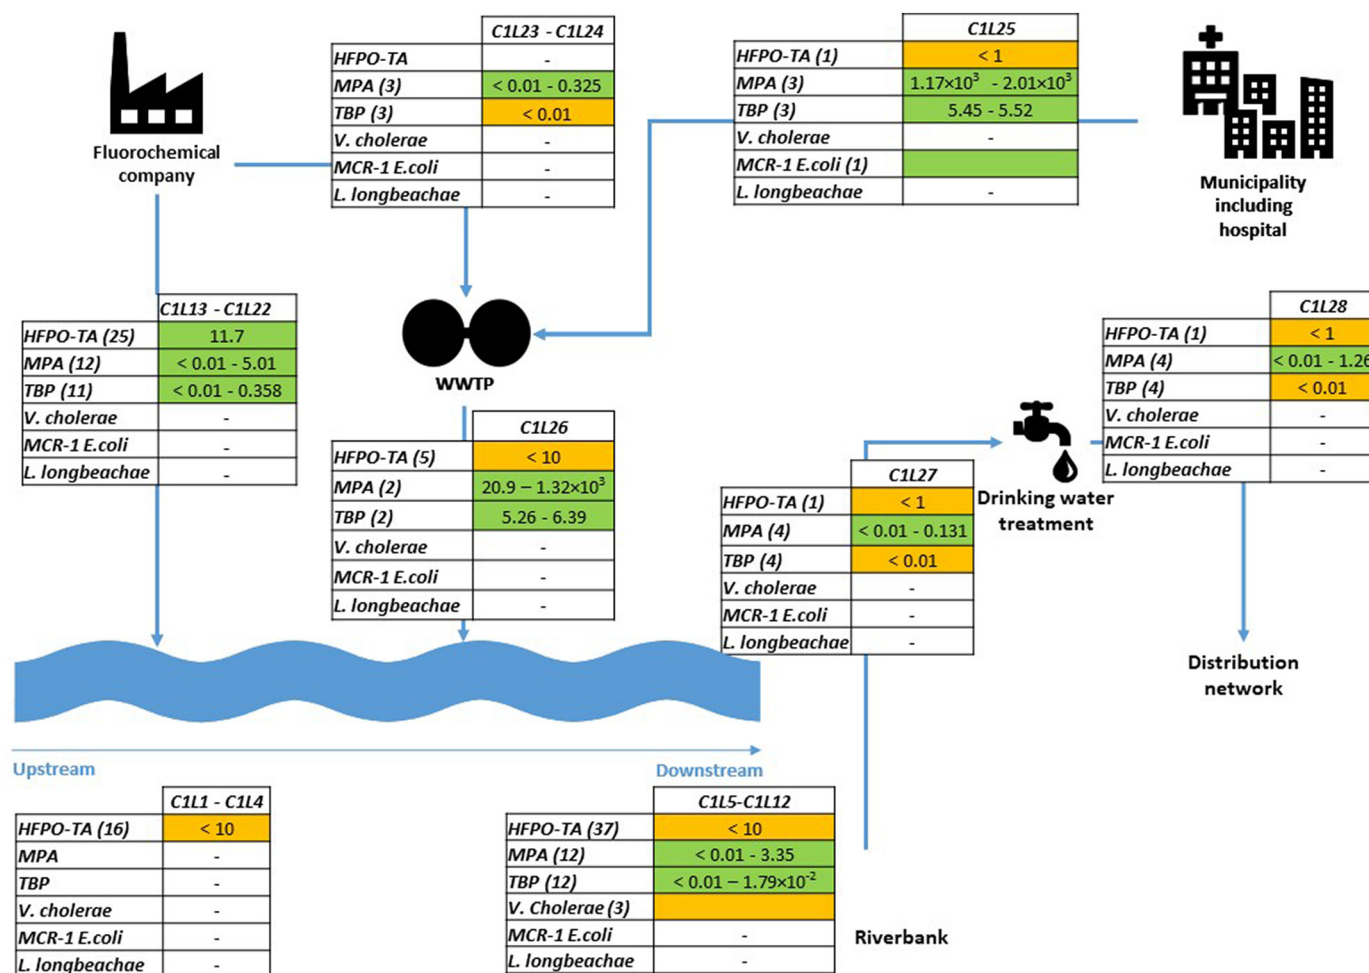 C1L23 - C1L24
HFPO-TA -
MPA (3) < 0.01 - 0.325
TBP (3) < 0.01
V. cholerae -
MCR-1 E.coli -
L. longbeachae -
C1L25
HFPO-TA (1) < 1
MPA (3) 1.17×10³ - 2.01×10³
TBP (3) 5.45 - 5.52
V. cholerae -
MCR-1 E.coli (1)
L. longbeachae -
Fluorochemical
company
Municipality
including
hospital
C1L13 - C1L22
HFPO-TA (25) 11.7
MPA (12) < 0.01 - 5.01
TBP (11) < 0.01 - 0.358
V. cholerae -
MCR-1 E.coli -
L. longbeachae -
WWTP
C1L28
HFPO-TA (1) < 1
MPA (4) < 0.01 - 1.26
TBP (4) < 0.01
V. cholerae -
MCR-1 E.coli -
L. longbeachae -
C1L26
HFPO-TA (5) < 10
MPA (2) 20.9 – 1.32×10³
TBP (2) 5.26 - 6.39
V. cholerae -
MCR-1 E.coli -
L. longbeachae -
C1L27
HFPO-TA (1) < 1
MPA (4) < 0.01 - 0.131
TBP (4) < 0.01
V. cholerae -
MCR-1 E.coli -
L. longbeachae -
Drinking water
treatment
Distribution
network
Upstream
Downstream
C1L1 - C1L4
HFPO-TA (16) < 10
MPA -
TBP -
V. cholerae -
MCR-1 E.coli -
L. longbeachae -
C1L5-C1L12
HFPO-TA (37) < 10
MPA (12) < 0.01 - 3.35
TBP (12) < 0.01 – 1.79×10⁻²
V. Cholerae (3)
MCR-1 E.coli -
L. longbeachae -
Riverbank